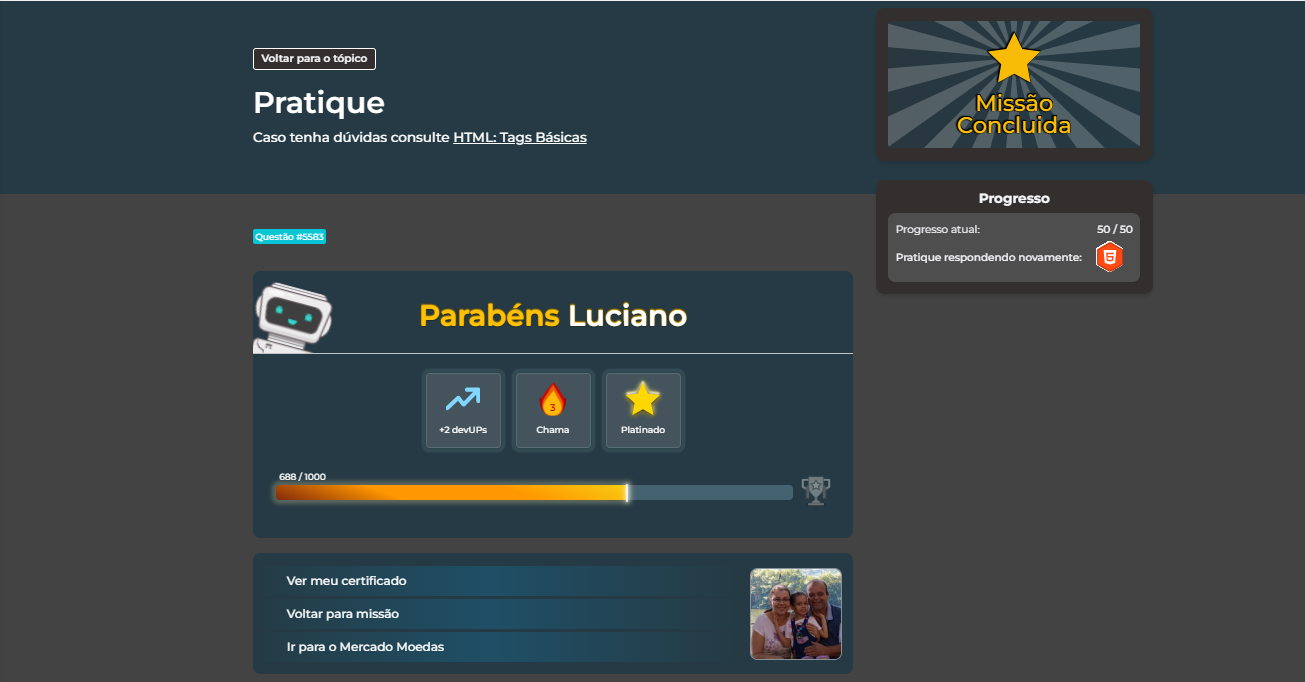 Voltar para o tópico
Pratique
Caso tenha dúvidas consulte HTML: Tags Básicas
Missão
Concluida
Progresso
Progresso atual: 50 / 50
Pratique respondendo novamente: 5
Questão #5583
Parabéns Luciano
+2 devUPs
3
Chama
Platinado
688 / 1000
Ver meu certificado
Voltar para missão
Ir para o Mercado Moedas